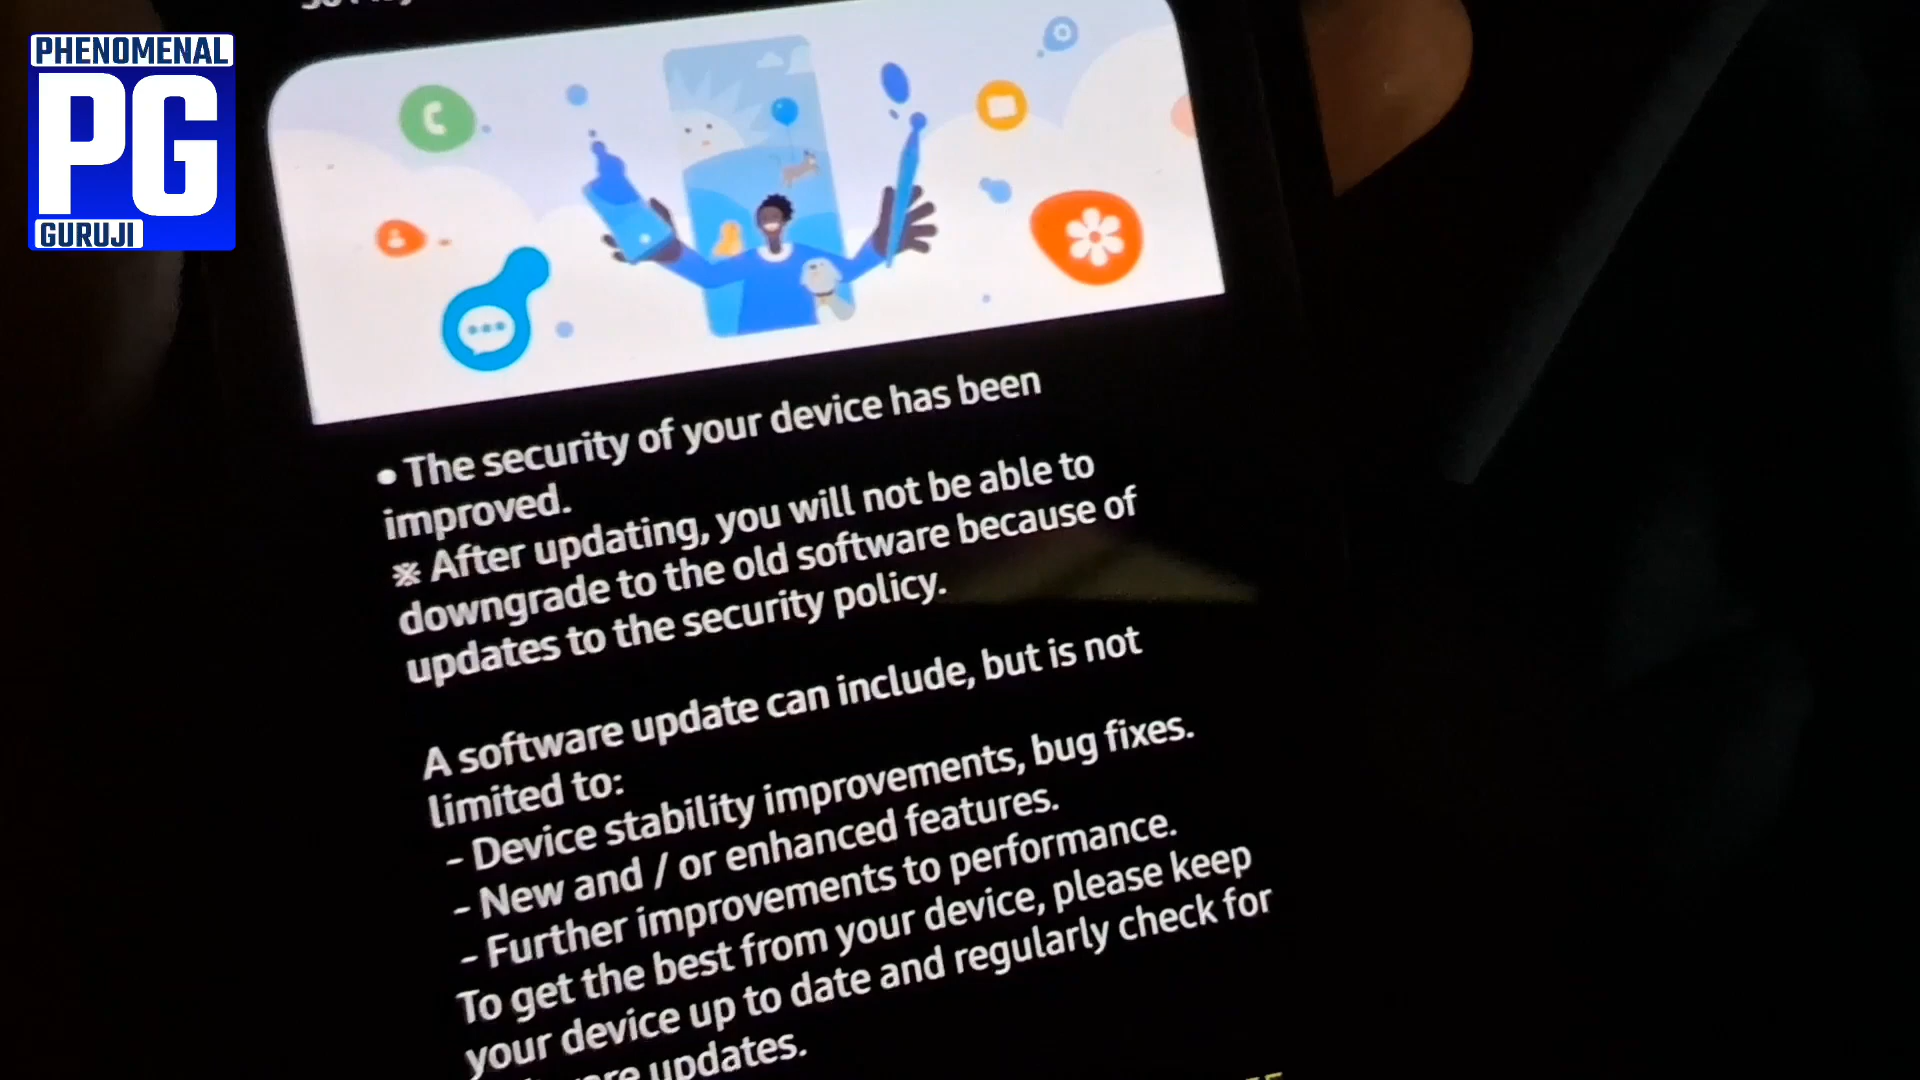 PHENOMENAL
PG
GURUJI
• The security of your device has been
improved.
※ After updating, you will not be able to
downgrade to the old software because of
updates to the security policy.
A software update can include, but is not
limited to:
- Device stability improvements, bug fixes.
- New and / or enhanced features.
- Further improvements to performance.
To get the best from your device, please keep
your device up to date and regularly check for
updates.